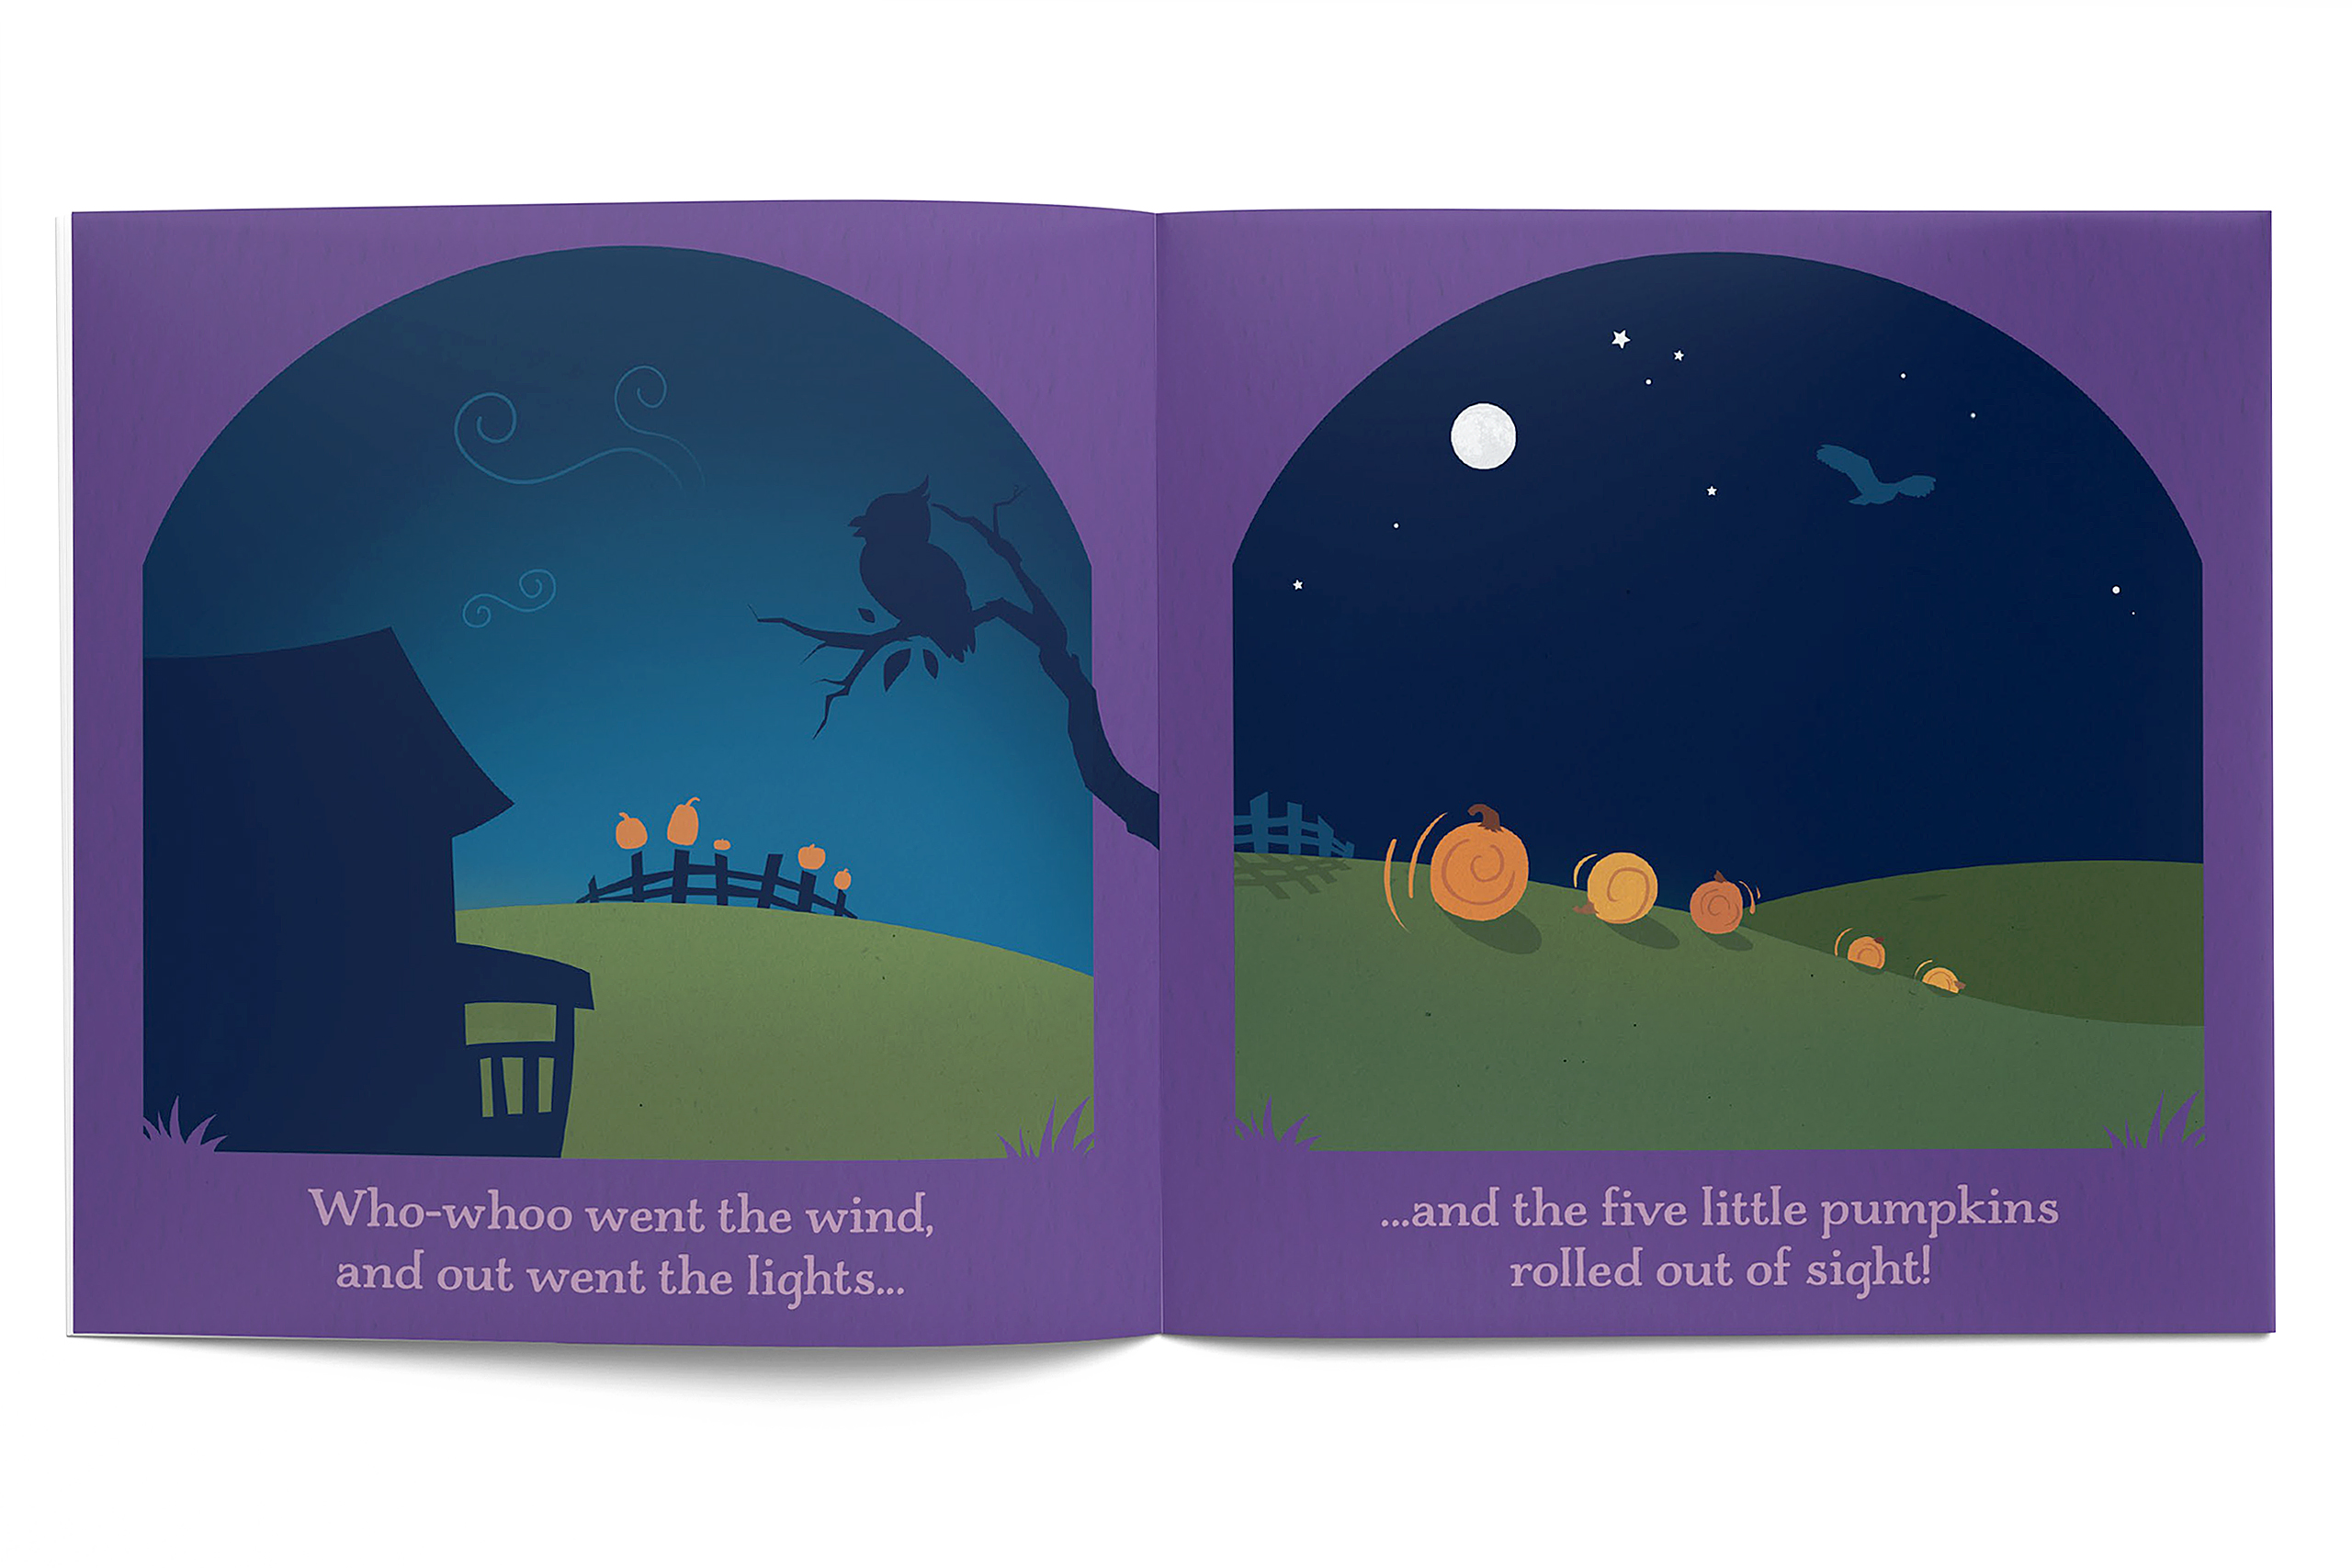 Who-whoo went the wind,
and out went the lights...
...and the five little pumpkins
rolled out of sight!